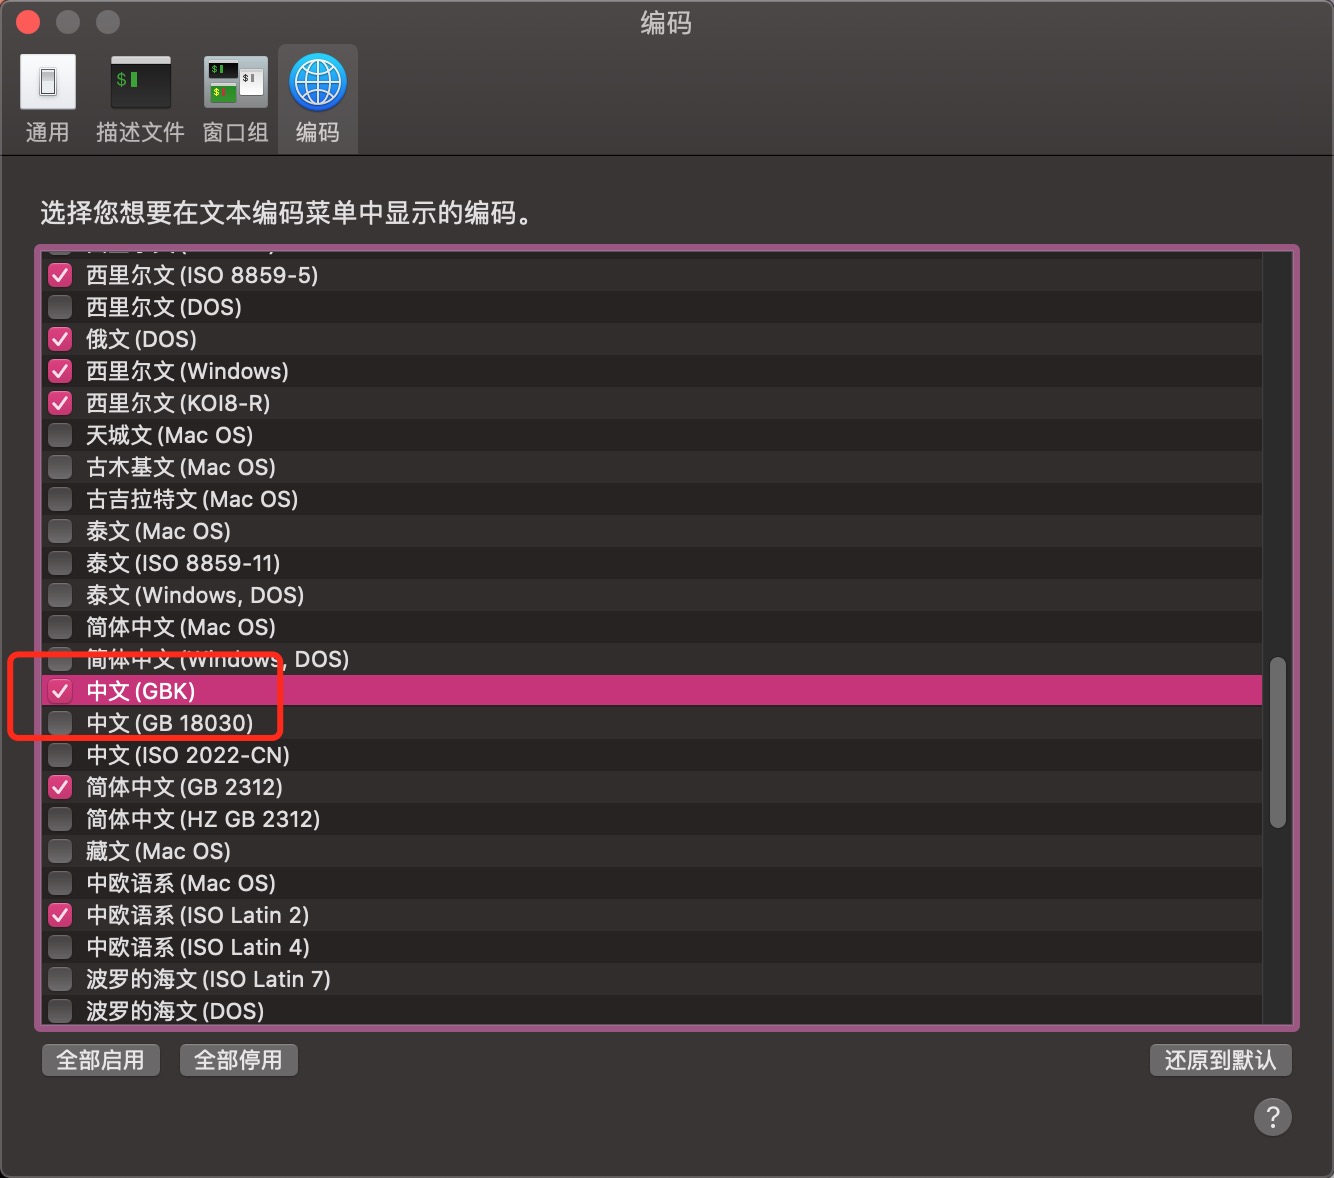 编码
通用
描述文件
窗口组
编码
选择您想要在文本编码菜单中显示的编码。
西里尔文 (ISO 8859-5)
西里尔文 (DOS)
俄文 (DOS)
西里尔文 (Windows)
西里尔文 (KOI8-R)
天城文 (Mac OS)
古木基文 (Mac OS)
古吉拉特文 (Mac OS)
泰文 (Mac OS)
泰文 (ISO 8859-11)
泰文 (Windows, DOS)
简体中文 (Mac OS)
简体中文 (Windows, DOS)
中文 (GBK)
中文 (GB 18030)
中文 (ISO 2022-CN)
简体中文 (GB 2312)
简体中文 (HZ GB 2312)
藏文 (Mac OS)
中欧语系 (Mac OS)
中欧语系 (ISO Latin 2)
中欧语系 (ISO Latin 4)
波罗的海文 (ISO Latin 7)
波罗的海文 (DOS)
全部启用
全部停用
还原到默认
?